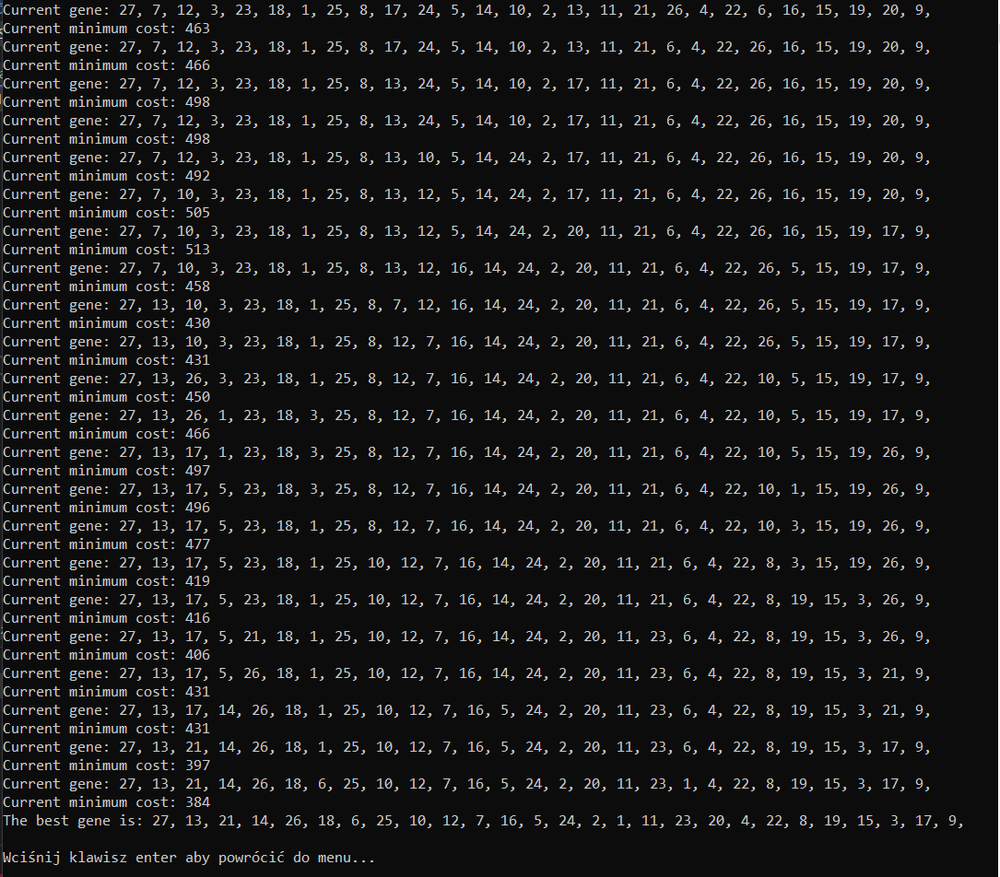 Current gene: 27, 7, 12, 3, 23, 18, 1, 25, 8, 17, 24, 5, 14, 10, 2, 13, 11, 21, 26, 4, 22, 6, 16, 15, 19, 20, 9,
Current minimum cost: 463
Current gene: 27, 7, 12, 3, 23, 18, 1, 25, 8, 17, 24, 5, 14, 10, 2, 13, 11, 21, 6, 4, 22, 26, 16, 15, 19, 20, 9,
Current minimum cost: 466
Current gene: 27, 7, 12, 3, 23, 18, 1, 25, 8, 13, 24, 5, 14, 10, 2, 17, 11, 21, 6, 4, 22, 26, 16, 15, 19, 20, 9,
Current minimum cost: 498
Current gene: 27, 7, 12, 3, 23, 18, 1, 25, 8, 13, 24, 5, 14, 10, 2, 17, 11, 21, 6, 4, 22, 26, 16, 15, 19, 20, 9,
Current minimum cost: 498
Current gene: 27, 7, 12, 3, 23, 18, 1, 25, 8, 13, 10, 5, 14, 24, 2, 17, 11, 21, 6, 4, 22, 26, 16, 15, 19, 20, 9,
Current minimum cost: 492
Current gene: 27, 7, 10, 3, 23, 18, 1, 25, 8, 13, 12, 5, 14, 24, 2, 17, 11, 21, 6, 4, 22, 26, 16, 15, 19, 20, 9,
Current minimum cost: 505
Current gene: 27, 7, 10, 3, 23, 18, 1, 25, 8, 13, 12, 5, 14, 24, 2, 20, 11, 21, 6, 4, 22, 26, 16, 15, 19, 17, 9,
Current minimum cost: 513
Current gene: 27, 7, 10, 3, 23, 18, 1, 25, 8, 13, 12, 16, 14, 24, 2, 20, 11, 21, 6, 4, 22, 26, 5, 15, 19, 17, 9,
Current minimum cost: 458
Current gene: 27, 13, 10, 3, 23, 18, 1, 25, 8, 7, 12, 16, 14, 24, 2, 20, 11, 21, 6, 4, 22, 26, 5, 15, 19, 17, 9,
Current minimum cost: 430
Current gene: 27, 13, 10, 3, 23, 18, 1, 25, 8, 12, 7, 16, 14, 24, 2, 20, 11, 21, 6, 4, 22, 26, 5, 15, 19, 17, 9,
Current minimum cost: 431
Current gene: 27, 13, 26, 3, 23, 18, 1, 25, 8, 12, 7, 16, 14, 24, 2, 20, 11, 21, 6, 4, 22, 10, 5, 15, 19, 17, 9,
Current minimum cost: 450
Current gene: 27, 13, 26, 1, 23, 18, 3, 25, 8, 12, 7, 16, 14, 24, 2, 20, 11, 21, 6, 4, 22, 10, 5, 15, 19, 17, 9,
Current minimum cost: 466
Current gene: 27, 13, 17, 1, 23, 18, 3, 25, 8, 12, 7, 16, 14, 24, 2, 20, 11, 21, 6, 4, 22, 10, 5, 15, 19, 26, 9,
Current minimum cost: 497
Current gene: 27, 13, 17, 5, 23, 18, 3, 25, 8, 12, 7, 16, 14, 24, 2, 20, 11, 21, 6, 4, 22, 10, 1, 15, 19, 26, 9,
Current minimum cost: 496
Current gene: 27, 13, 17, 5, 23, 18, 1, 25, 8, 12, 7, 16, 14, 24, 2, 20, 11, 21, 6, 4, 22, 10, 3, 15, 19, 26, 9,
Current minimum cost: 477
Current gene: 27, 13, 17, 5, 23, 18, 1, 25, 10, 12, 7, 16, 14, 24, 2, 20, 11, 21, 6, 4, 22, 8, 3, 15, 19, 26, 9,
Current minimum cost: 419
Current gene: 27, 13, 17, 5, 23, 18, 1, 25, 10, 12, 7, 16, 14, 24, 2, 20, 11, 21, 6, 4, 22, 8, 19, 15, 3, 26, 9,
Current minimum cost: 416
Current gene: 27, 13, 17, 5, 21, 18, 1, 25, 10, 12, 7, 16, 14, 24, 2, 20, 11, 23, 6, 4, 22, 8, 19, 15, 3, 26, 9,
Current minimum cost: 406
Current gene: 27, 13, 17, 5, 26, 18, 1, 25, 10, 12, 7, 16, 14, 24, 2, 20, 11, 23, 6, 4, 22, 8, 19, 15, 3, 21, 9,
Current minimum cost: 431
Current gene: 27, 13, 17, 14, 26, 18, 1, 25, 10, 12, 7, 16, 5, 24, 2, 20, 11, 23, 6, 4, 22, 8, 19, 15, 3, 21, 9,
Current minimum cost: 431
Current gene: 27, 13, 21, 14, 26, 18, 1, 25, 10, 12, 7, 16, 5, 24, 2, 20, 11, 23, 6, 4, 22, 8, 19, 15, 3, 17, 9,
Current minimum cost: 397
Current gene: 27, 13, 21, 14, 26, 18, 6, 25, 10, 12, 7, 16, 5, 24, 2, 20, 11, 23, 1, 4, 22, 8, 19, 15, 3, 17, 9,
Current minimum cost: 384
The best gene is: 27, 13, 21, 14, 26, 18, 6, 25, 10, 12, 7, 16, 5, 24, 2, 1, 11, 23, 20, 4, 22, 8, 19, 15, 3, 17, 9,
Wciśnij klawisz enter aby powrócić do menu...